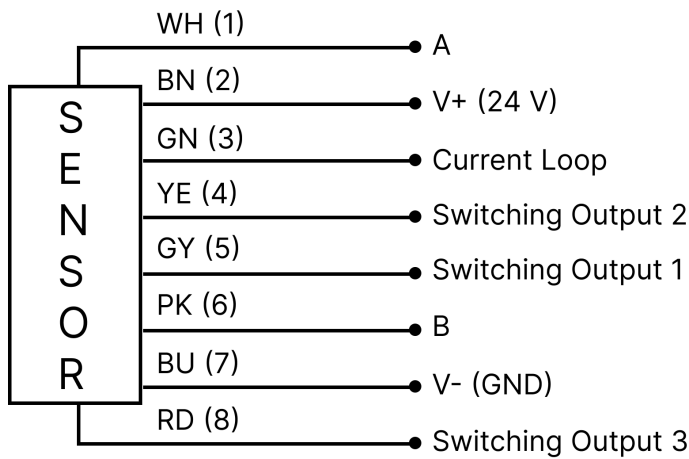 WH (1)
A
BN (2)
V+ (24 V)
GN (3)
Current Loop
YE (4)
Switching Output 2
GY (5)
Switching Output 1
PK (6)
B
BU (7)
V- (GND)
RD (8)
Switching Output 3
SENSOR